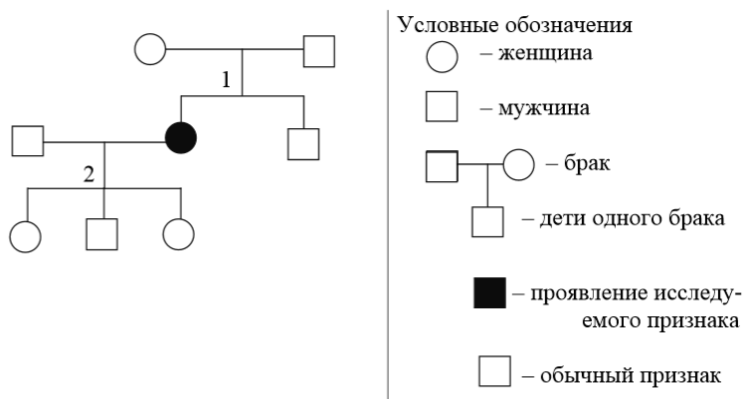 1
2
Условные обозначения
– женщина
– мужчина
– брак
– дети одного брака
– проявление исследу-
емого признака
– обычный признак